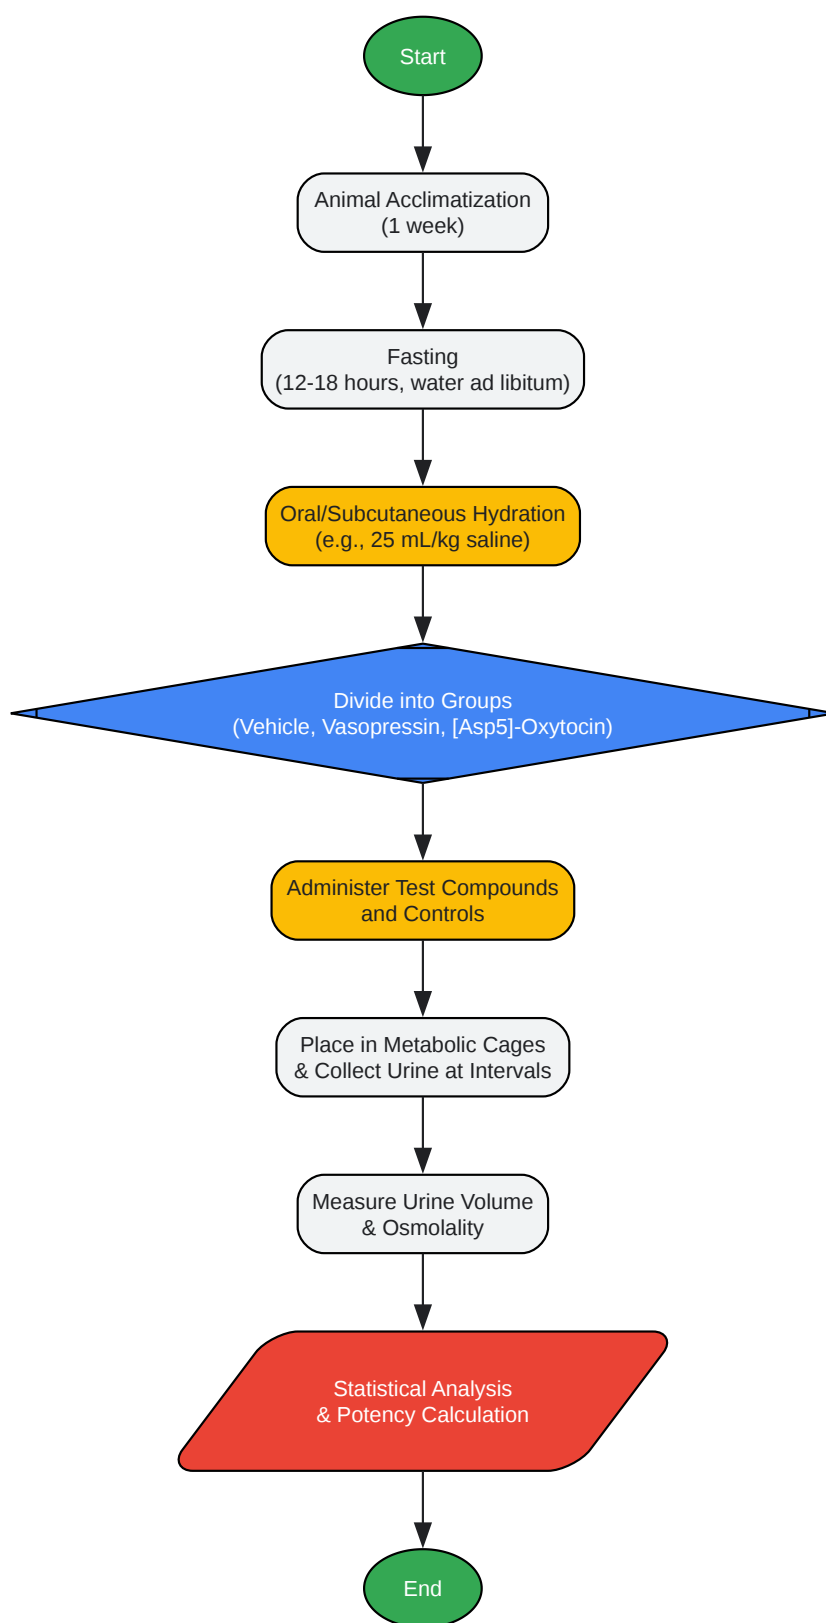 Start
Animal Acclimatization
(1 week)
Fasting
(12-18 hours, water ad libitum)
Oral/Subcutaneous Hydration
(e.g., 25 mL/kg saline)
Divide into Groups
(Vehicle, Vasopressin, [Asp5]-Oxytocin)
Administer Test Compounds
and Controls
Place in Metabolic Cages
& Collect Urine at Intervals
Measure Urine Volume
& Osmolality
Statistical Analysis
& Potency Calculation
End